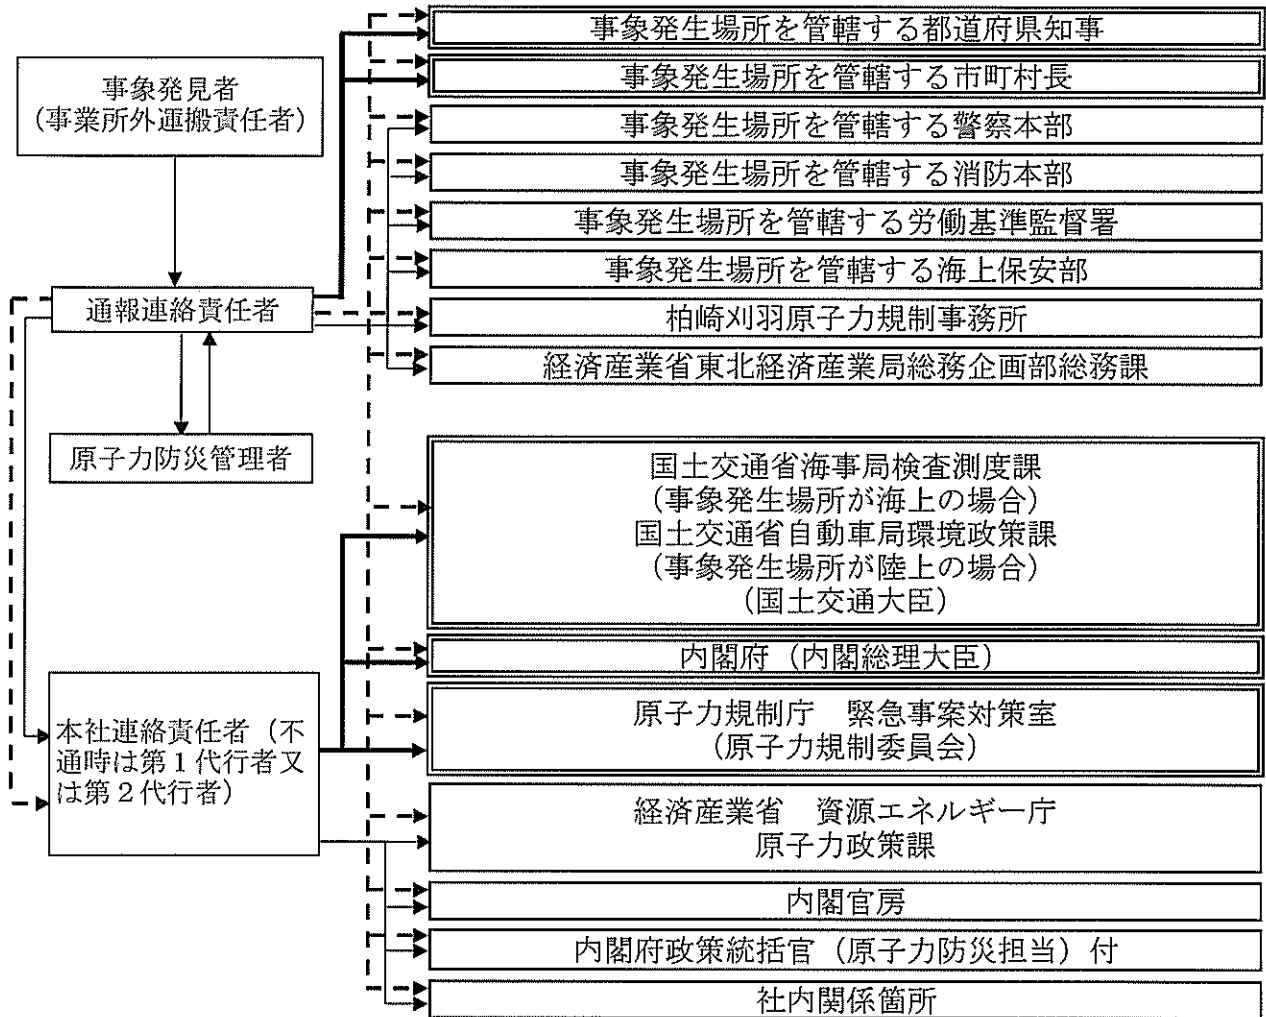 事象発生場所を管轄する都道府県知事
事象発生場所を管轄する市町村長
事象発見者
(事業所外運搬責任者)
事象発生場所を管轄する警察本部
事象発生場所を管轄する消防本部
事象発生場所を管轄する労働基準監督署
事象発生場所を管轄する海上保安部
通報連絡責任者
柏崎刈羽原子力規制事務所
経済産業省東北経済産業局総務企画部総務課
原子力防災管理者
国土交通省海事局検査測度課
(事象発生場所が海上の場合)
国土交通省自動車局環境政策課
(事象発生場所が陸上の場合)
(国土交通大臣)
内閣府（内閣総理大臣）
本社連絡責任者（不
通時は第１代行者又
は第２代行者）
原子力規制庁　緊急事案対策室
(原子力規制委員会)
経済産業省　資源エネルギー庁
原子力政策課
内閣官房
内閣府政策統括官（原子力防災担当）付
社内関係箇所